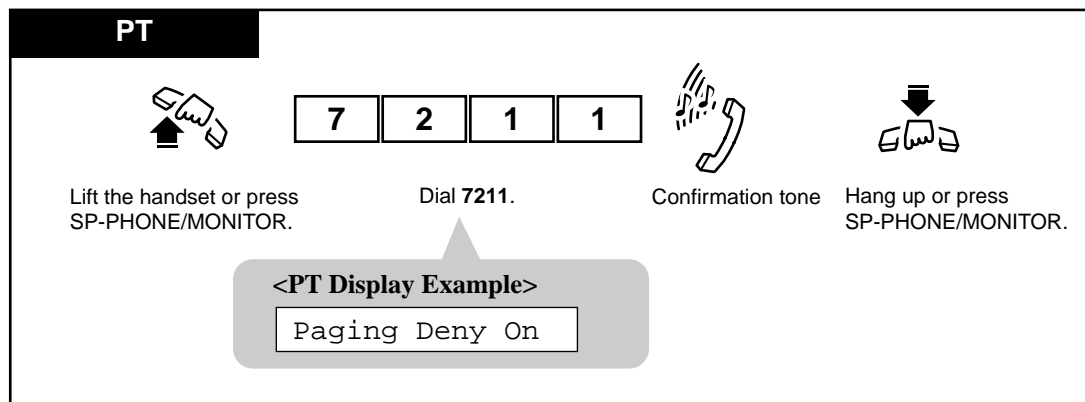 PT
7 2 1 1
Lift the handset or press
SP-PHONE/MONITOR.
Dial 7211.
Confirmation tone
Hang up or press
SP-PHONE/MONITOR.
<PT Display Example>
Paging Deny On